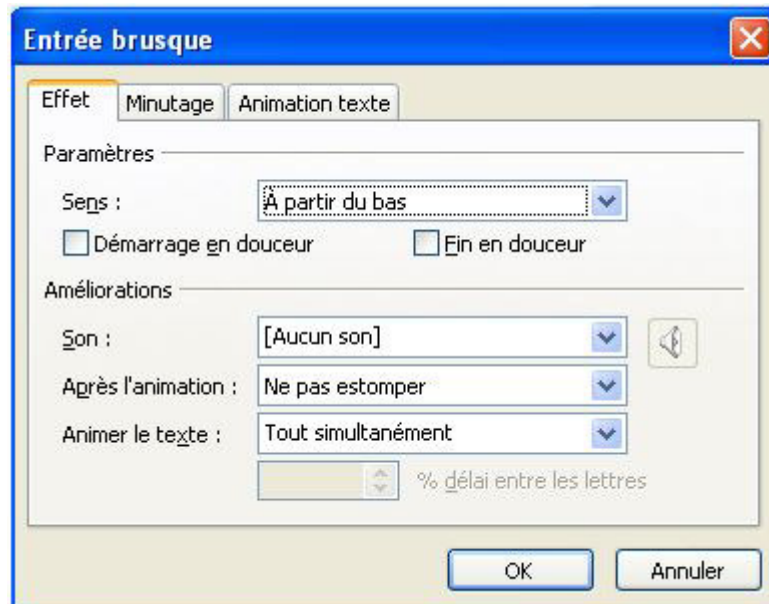 Entrée brusque
Effet Minutage Animation texte
Paramètres
Sens : À partir du bas
Démarrage en douceur Fin en douceur
Améliorations
Son : [Aucun son]
Après l'animation : Ne pas estomper
Animer le texte : Tout simultanément
% délai entre les lettres
OK Annuler